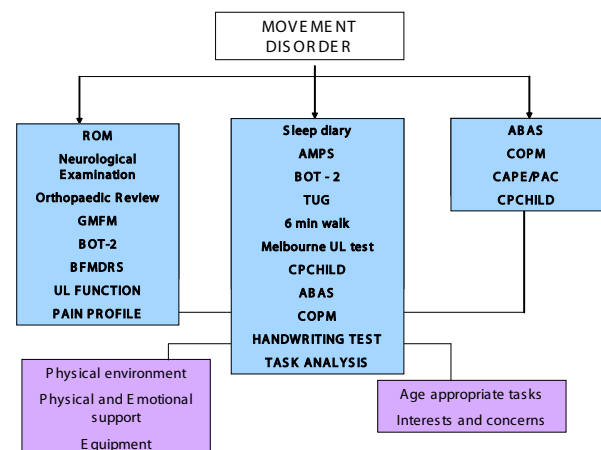 MOVEMENT
DISORDER
ROM
Neurological
Examination
Orthopaedic Review
GMFM
BOT-2
BFMDRS
UL FUNCTION
PAIN PROFILE
Sleep diary
AMPS
BOT - 2
TUG
6 min walk
Melbourne UL test
CPCHILD
ABAS
COPM
HANDWRITING TEST
TASK ANALYSIS
ABAS
COPM
CAPE/PAC
CPCHILD
Physical environment
Physical and Emotional
support
Equipment
Age appropriate tasks
Interests and concerns